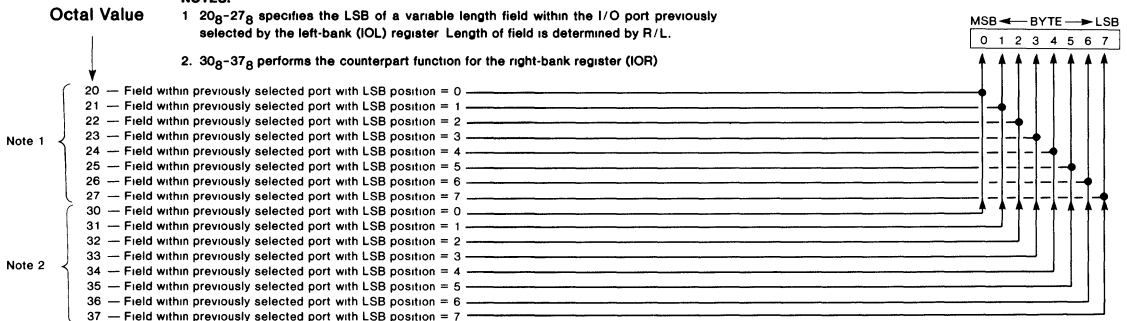 NOTES:
Octal Value
1 20₈-27₈ specifies the LSB of a variable length field within the I/O port previously
selected by the left-bank (IOL) register Length of field is determined by R/L.
2. 30₈-37₈ performs the counterpart function for the right-bank register (IOR)
MSB BYTE LSB
0 1 2 3 4 5 6 7
20 — Field within previously selected port with LSB position = 0
21 — Field within previously selected port with LSB position = 1
22 — Field within previously selected port with LSB position = 2
23 — Field within previously selected port with LSB position = 3
Note 1
24 — Field within previously selected port with LSB position = 4
25 — Field within previously selected port with LSB position = 5
26 — Field within previously selected port with LSB position = 6
27 — Field within previously selected port with LSB position = 7
30 — Field within previously selected port with LSB position = 0
31 — Field within previously selected port with LSB position = 1
32 — Field within previously selected port with LSB position = 2
33 — Field within previously selected port with LSB position = 3
Note 2
34 — Field within previously selected port with LSB position = 4
35 — Field within previously selected port with LSB position = 5
36 — Field within previously selected port with LSB position = 6
37 — Field within previously selected port with LSB position = 7